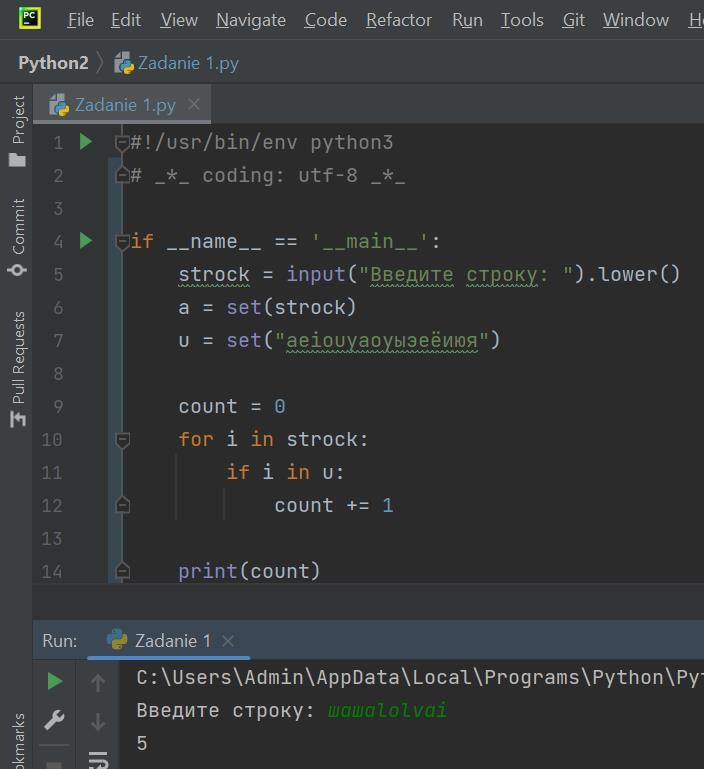 PC File Edit View Navigate Code Refactor Run Tools Git Window
Python2 Zadanie 1.py
Project
Commit
Pull Requests
Zadanie 1.py
1 #!/usr/bin/env python3
2 # _*_ coding: utf-8 _*_
3
4 if __name__ == '__main__':
5 strock = input("Введите строку: ").lower()
6 a = set(strock)
7 u = set("aeiouyаоуыэеёиюя")
8
9 count = 0
10 for i in strock:
11 if i in u:
12 count += 1
13
14 print(count)
Run: Zadanie 1
C:\Users\Admin\AppData\Local\Programs\Python\Pyt
Введите строку: wawalolvai
5
okmarks